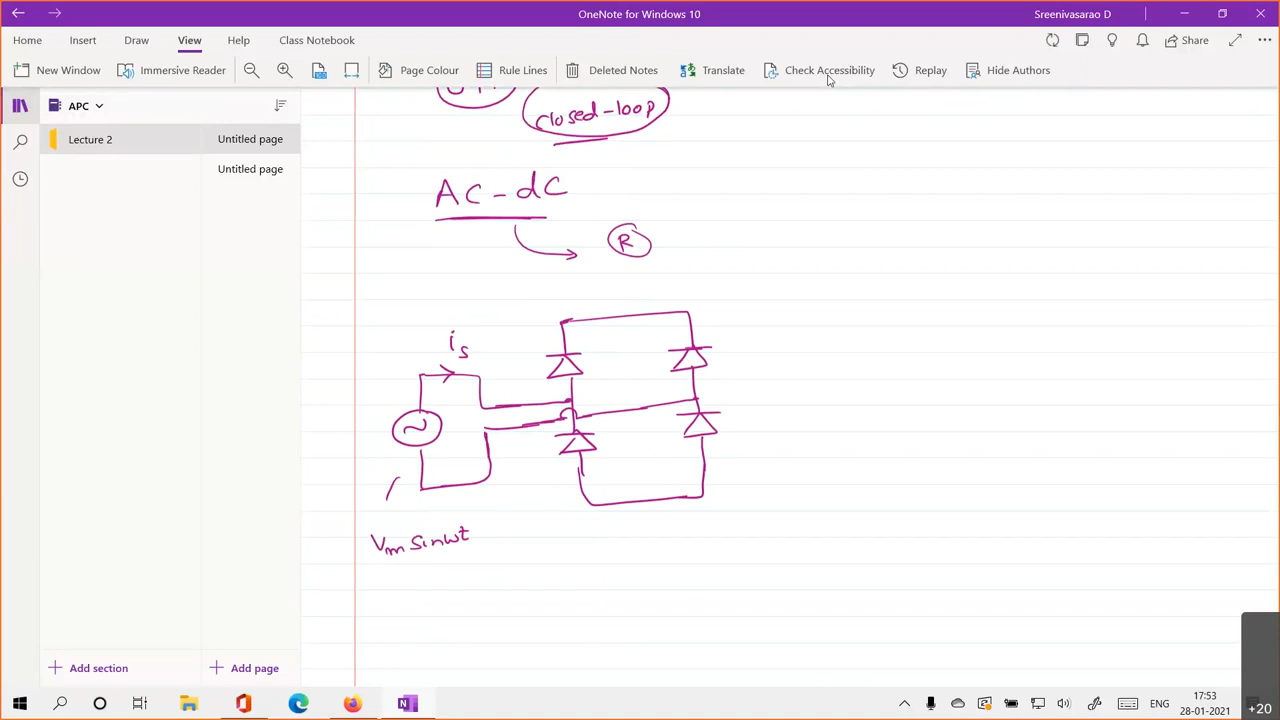 OneNote for Windows 10
Sreenivasarao D
Home Insert Draw View Help Class Notebook
Share
New Window Immersive Reader Page Colour Rule Lines Deleted Notes Translate Check Accessibility Replay Hide Authors
APC
closed-loop
Lecture 2
Untitled page
Untitled page
AC - dC
R
is
Vm sinwt
Add section
Add page
ENG
17:53
28-01-2021
+20